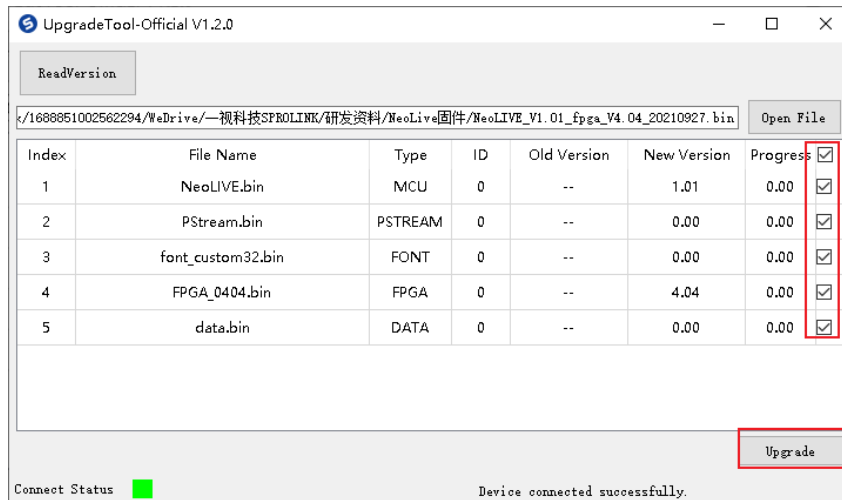 UpgradeTool-Official V1.2.0
ReadVersion
/1688851002562294/WeDrive/一视科技SPROLINK/研发资料/NeoLive固件/NeoLIVE_V1.01_fpga_V4.04_20210927.bin Open File
Index File Name Type ID Old Version New Version Progress
1 NeoLIVE.bin MCU 0 -- 1.01 0.00
2 PStream.bin PSTREAM 0 -- 0.00 0.00
3 font_custom32.bin FONT 0 -- 0.00 0.00
4 FPGA_0404.bin FPGA 0 -- 4.04 0.00
5 data.bin DATA 0 -- 0.00 0.00
Upgrade
Connect Status Device connected successfully.